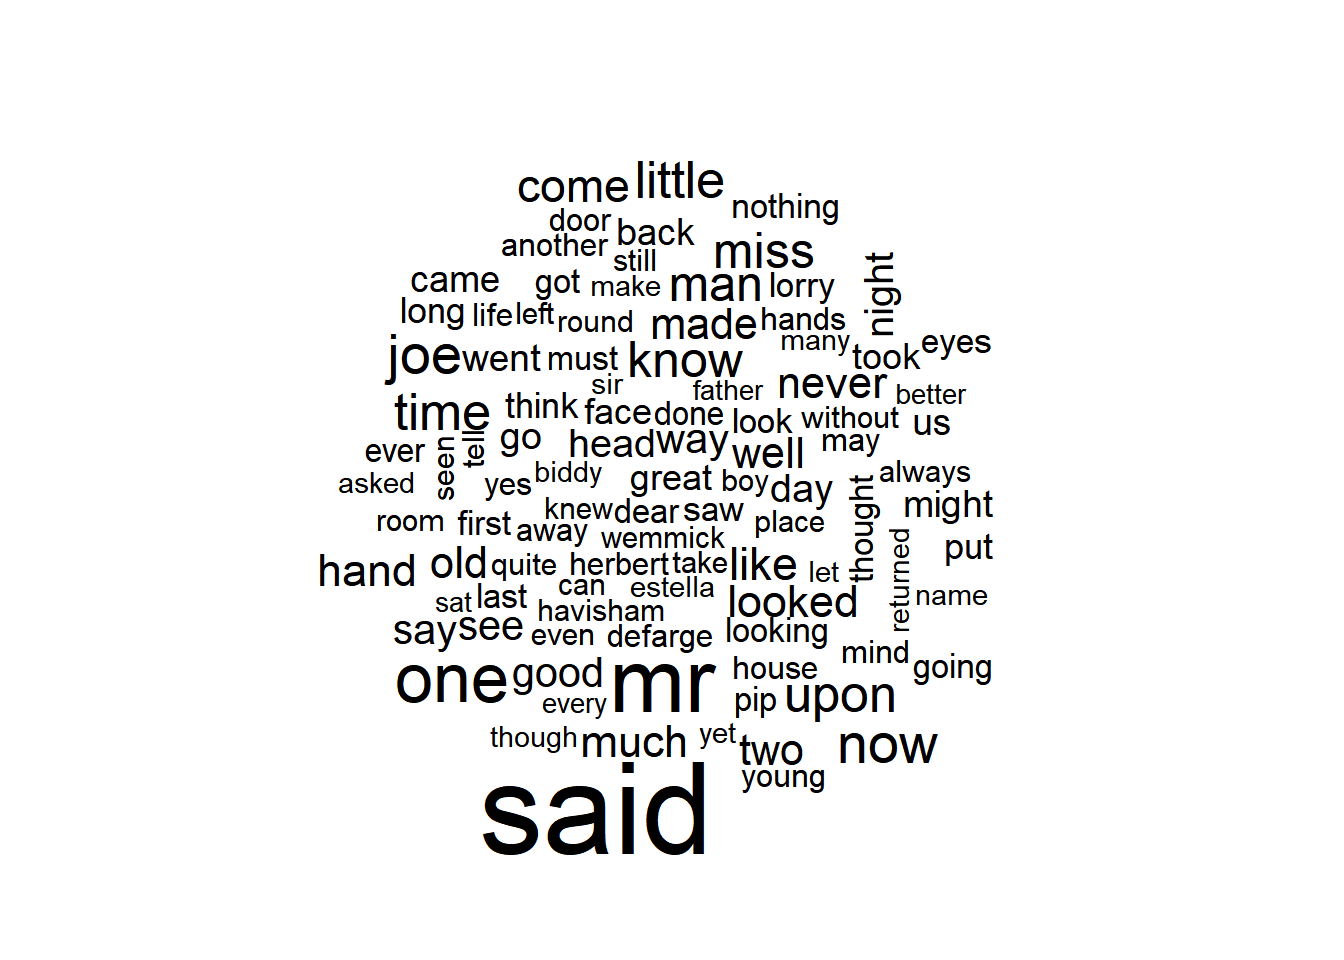 come little
nothing
door back
another
still
miss
night
came got make man lorry
long life left round made hands
many
joe went must know took eyes
sir father never better
time think face done look without us
ever seen tell go head way well may
asked yes biddy great boy day always
knew dear saw thought might
room first away wemmick place
returned
put
hand old quite herbert take like let
can estella name
sat last havisham looked
say see even defarge looking
mind going
one good mr house
every pip upon
though much yet two now
young
said